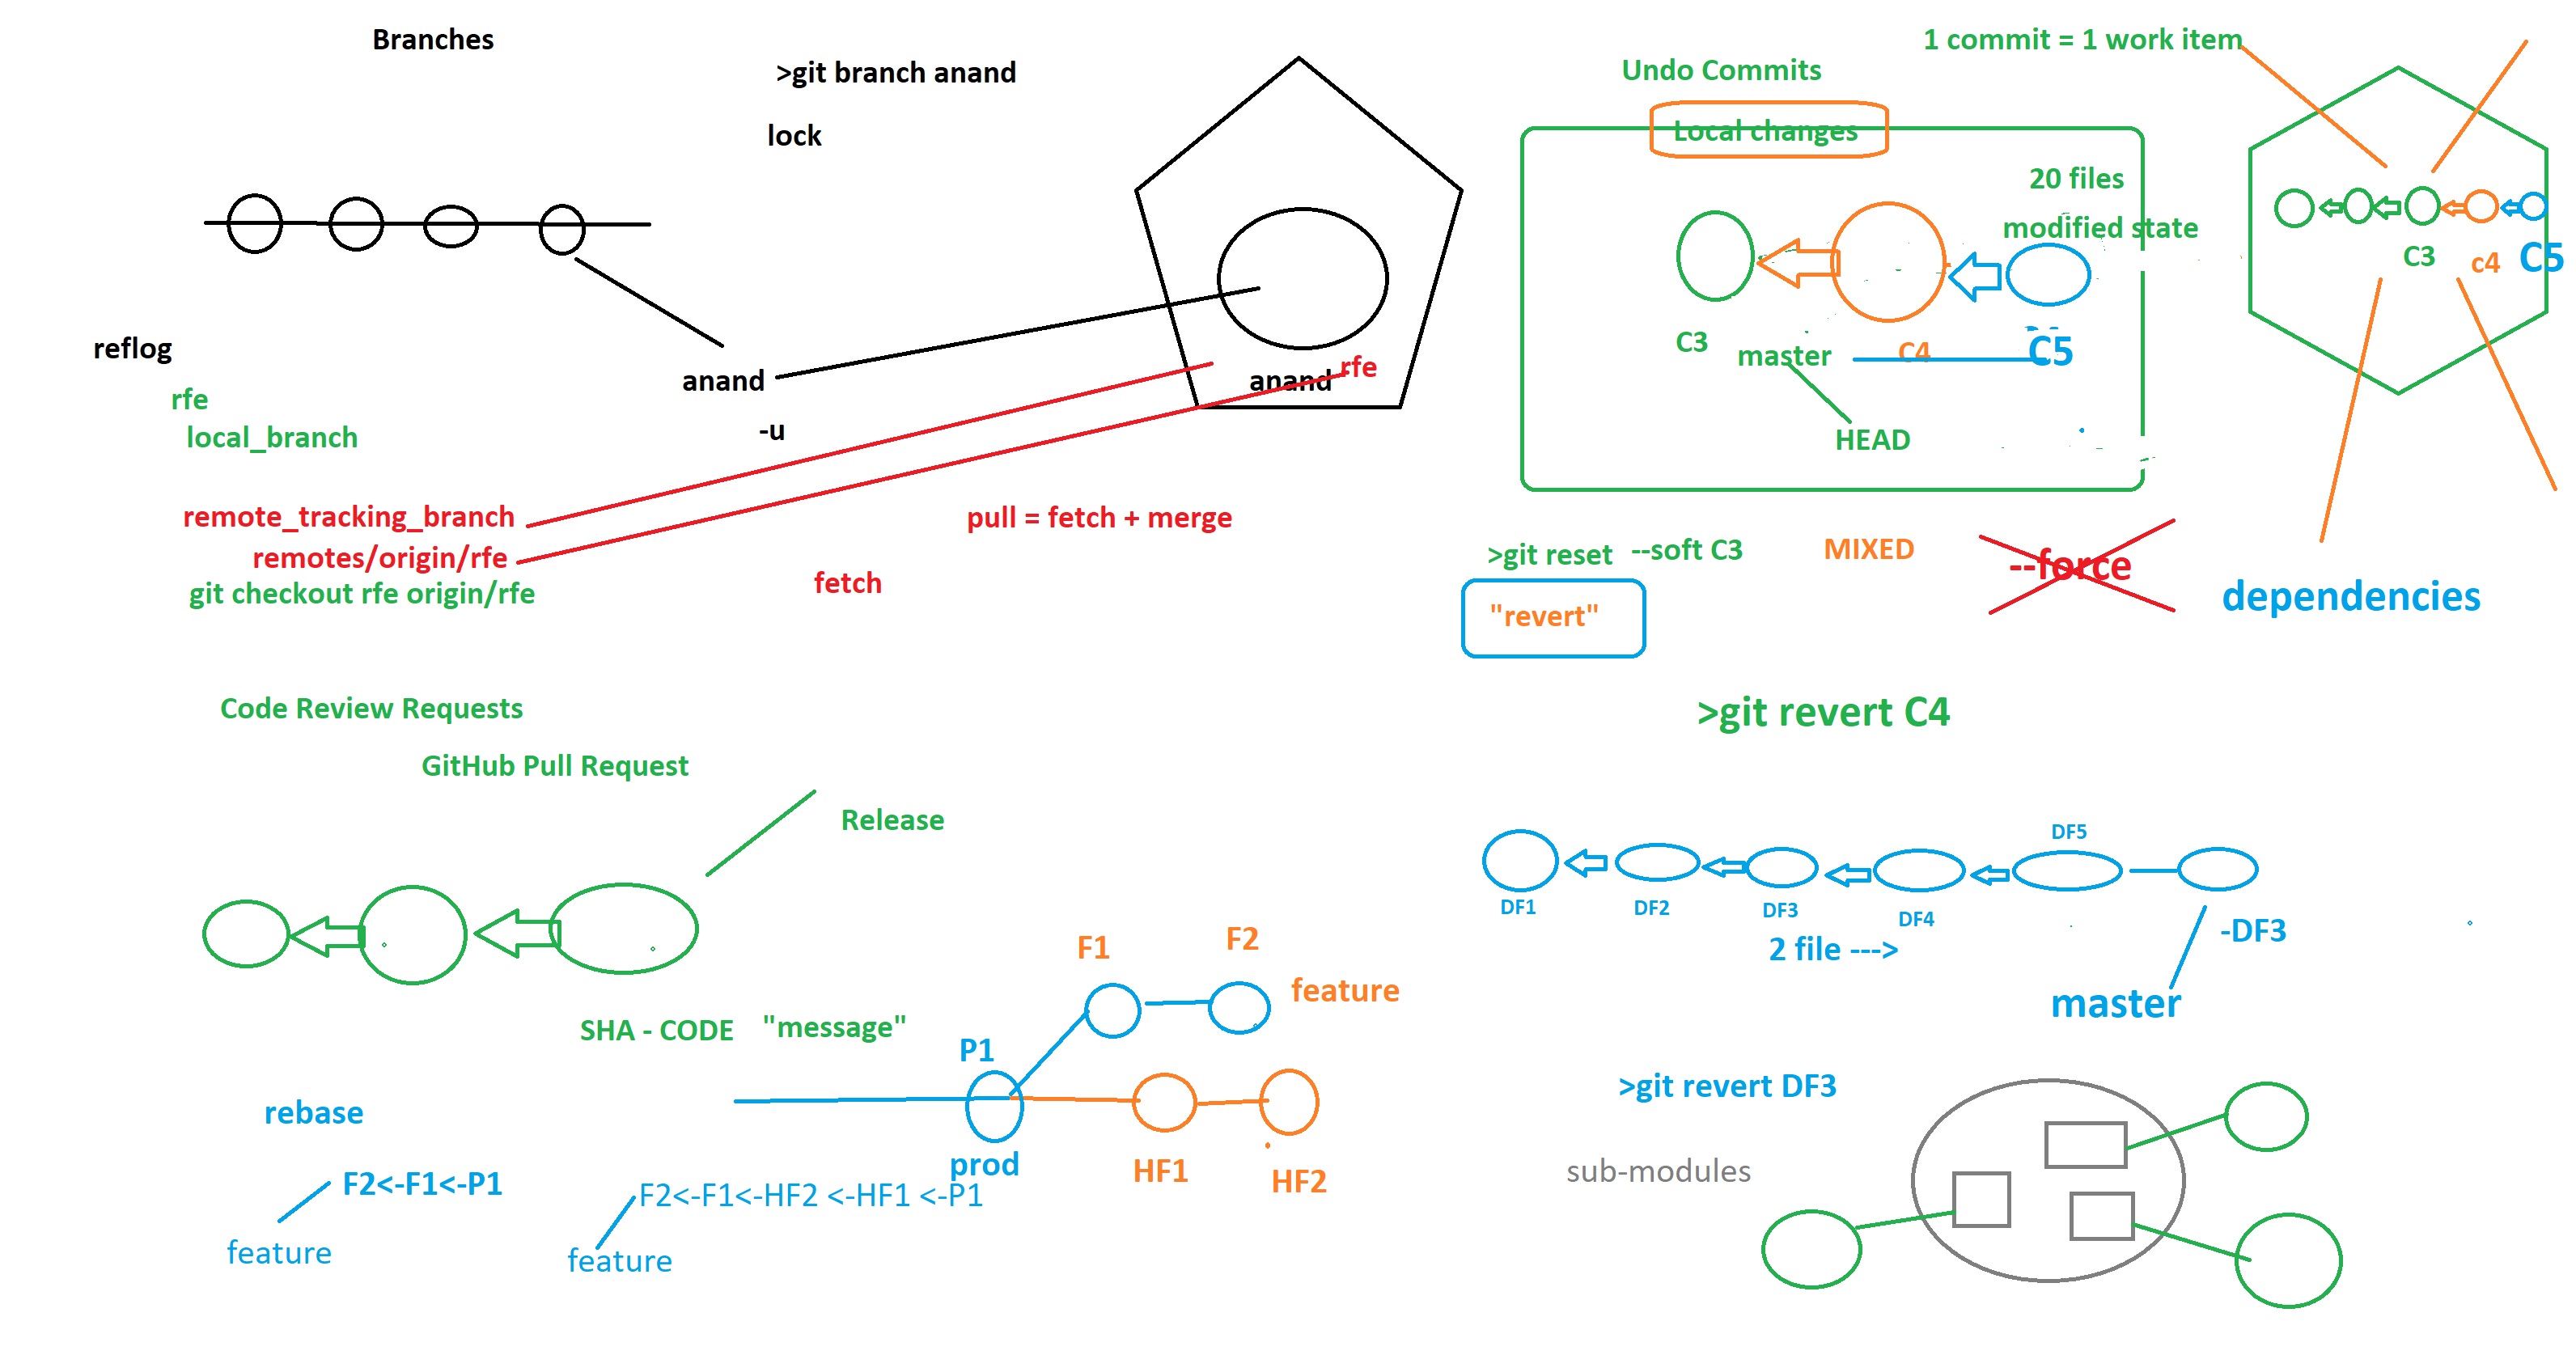 Branches
>git branch anand
lock
reflog
rfe
local_branch
anand
-u
anand
rfe
remote_tracking_branch
remotes/origin/rfe
git checkout rfe origin/rfe
pull = fetch + merge
fetch
1 commit = 1 work item
Undo Commits
Local changes
20 files
modified state
C3
master
C4
C5
HEAD
C3
c4
C5
>git reset
--soft C3
MIXED
--force
"revert"
dependencies
Code Review Requests
GitHub Pull Request
Release
SHA - CODE
"message"
>git revert C4
DF1
DF2
DF3
DF4
DF5
2 file --->
-DF3
master
>git revert DF3
sub-modules
F1
F2
feature
P1
prod
HF1
HF2
rebase
F2<-F1<-P1
feature
F2<-F1<-HF2 <-HF1 <-P1
feature